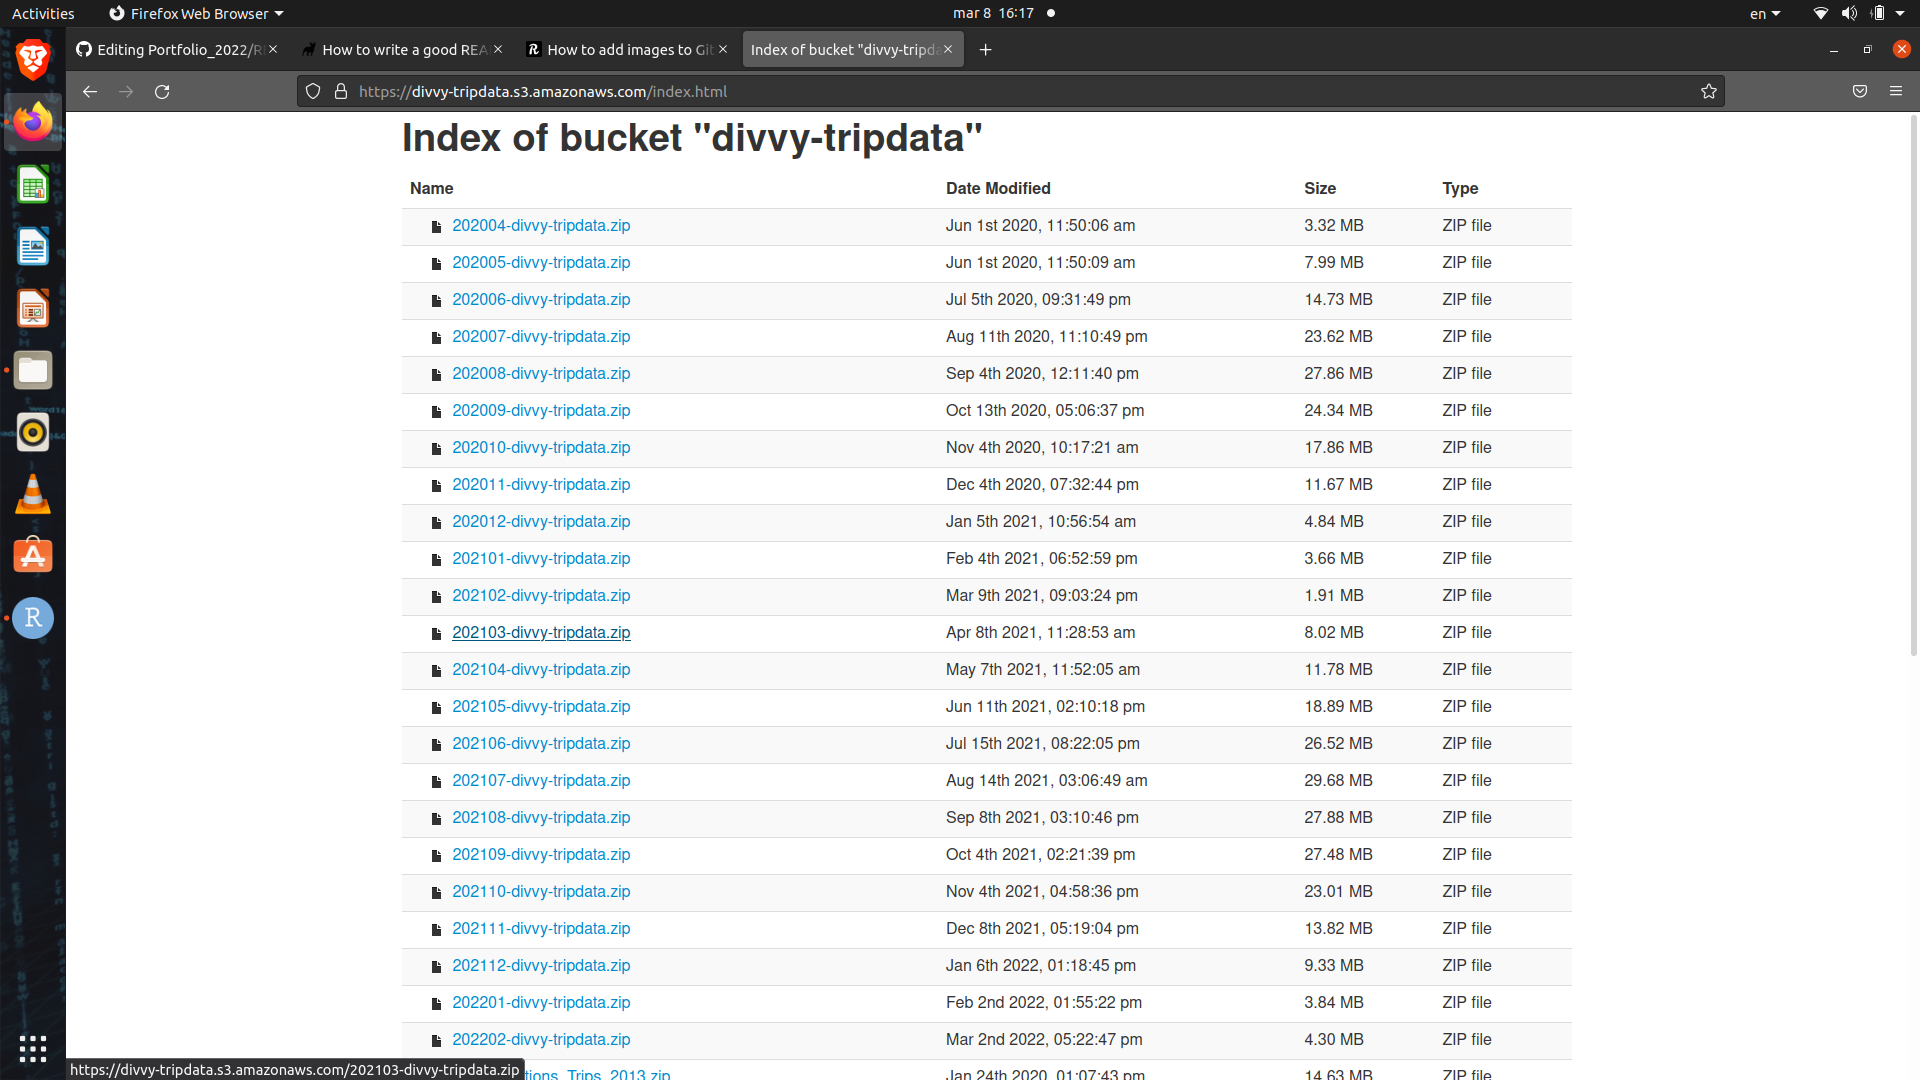 Activities Firefox Web Browser mar 8 16:17 en
Editing Portfolio_2022/R How to write a good REA How to add images to Git Index of bucket "divvy-tripda
https://divvy-tripdata.s3.amazonaws.com/index.html
Index of bucket "divvy-tripdata"
Name Date Modified Size Type
202004-divvy-tripdata.zip Jun 1st 2020, 11:50:06 am 3.32 MB ZIP file
202005-divvy-tripdata.zip Jun 1st 2020, 11:50:09 am 7.99 MB ZIP file
202006-divvy-tripdata.zip Jul 5th 2020, 09:31:49 pm 14.73 MB ZIP file
202007-divvy-tripdata.zip Aug 11th 2020, 11:10:49 pm 23.62 MB ZIP file
202008-divvy-tripdata.zip Sep 4th 2020, 12:11:40 pm 27.86 MB ZIP file
202009-divvy-tripdata.zip Oct 13th 2020, 05:06:37 pm 24.34 MB ZIP file
202010-divvy-tripdata.zip Nov 4th 2020, 10:17:21 am 17.86 MB ZIP file
202011-divvy-tripdata.zip Dec 4th 2020, 07:32:44 pm 11.67 MB ZIP file
202012-divvy-tripdata.zip Jan 5th 2021, 10:56:54 am 4.84 MB ZIP file
202101-divvy-tripdata.zip Feb 4th 2021, 06:52:59 pm 3.66 MB ZIP file
202102-divvy-tripdata.zip Mar 9th 2021, 09:03:24 pm 1.91 MB ZIP file
202103-divvy-tripdata.zip Apr 8th 2021, 11:28:53 am 8.02 MB ZIP file
202104-divvy-tripdata.zip May 7th 2021, 11:52:05 am 11.78 MB ZIP file
202105-divvy-tripdata.zip Jun 11th 2021, 02:10:18 pm 18.89 MB ZIP file
202106-divvy-tripdata.zip Jul 15th 2021, 08:22:05 pm 26.52 MB ZIP file
202107-divvy-tripdata.zip Aug 14th 2021, 03:06:49 am 29.68 MB ZIP file
202108-divvy-tripdata.zip Sep 8th 2021, 03:10:46 pm 27.88 MB ZIP file
202109-divvy-tripdata.zip Oct 4th 2021, 02:21:39 pm 27.48 MB ZIP file
202110-divvy-tripdata.zip Nov 4th 2021, 04:58:36 pm 23.01 MB ZIP file
202111-divvy-tripdata.zip Dec 8th 2021, 05:19:04 pm 13.82 MB ZIP file
202112-divvy-tripdata.zip Jan 6th 2022, 01:18:45 pm 9.33 MB ZIP file
202201-divvy-tripdata.zip Feb 2nd 2022, 01:55:22 pm 3.84 MB ZIP file
202202-divvy-tripdata.zip Mar 2nd 2022, 05:22:47 pm 4.30 MB ZIP file
tions_Trips_2013.zip Jan 24th 2020, 01:07:43 pm 14.63 MB ZIP file
https://divvy-tripdata.s3.amazonaws.com/202103-divvy-tripdata.zip